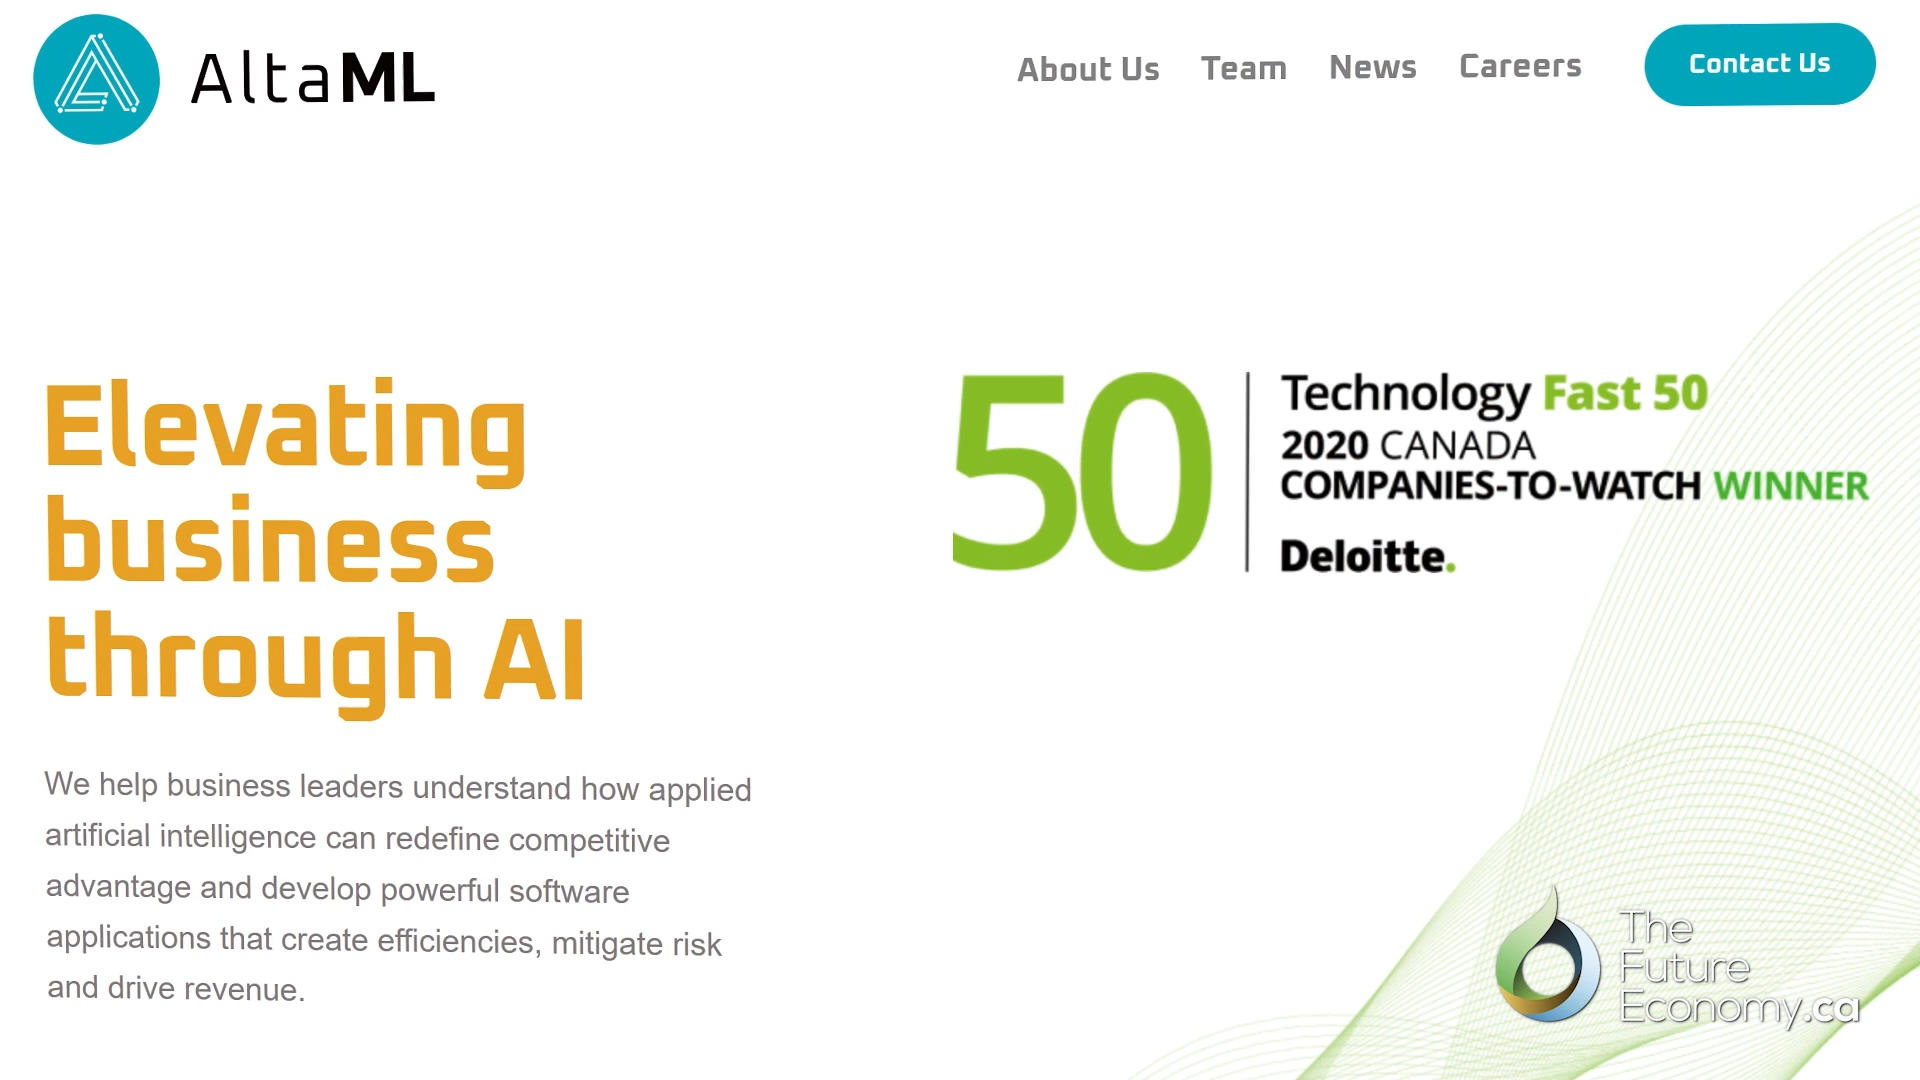 AltaML
About Us
Team
News
Careers
Contact Us
Elevating
business
through AI
We help business leaders understand how applied
artificial intelligence can redefine competitive
advantage and develop powerful software
applications that create efficiencies, mitigate risk
and drive revenue.
50
Technology Fast 50
2020 CANADA
COMPANIES-TO-WATCH WINNER
Deloitte.
The
Future
Economy.ca